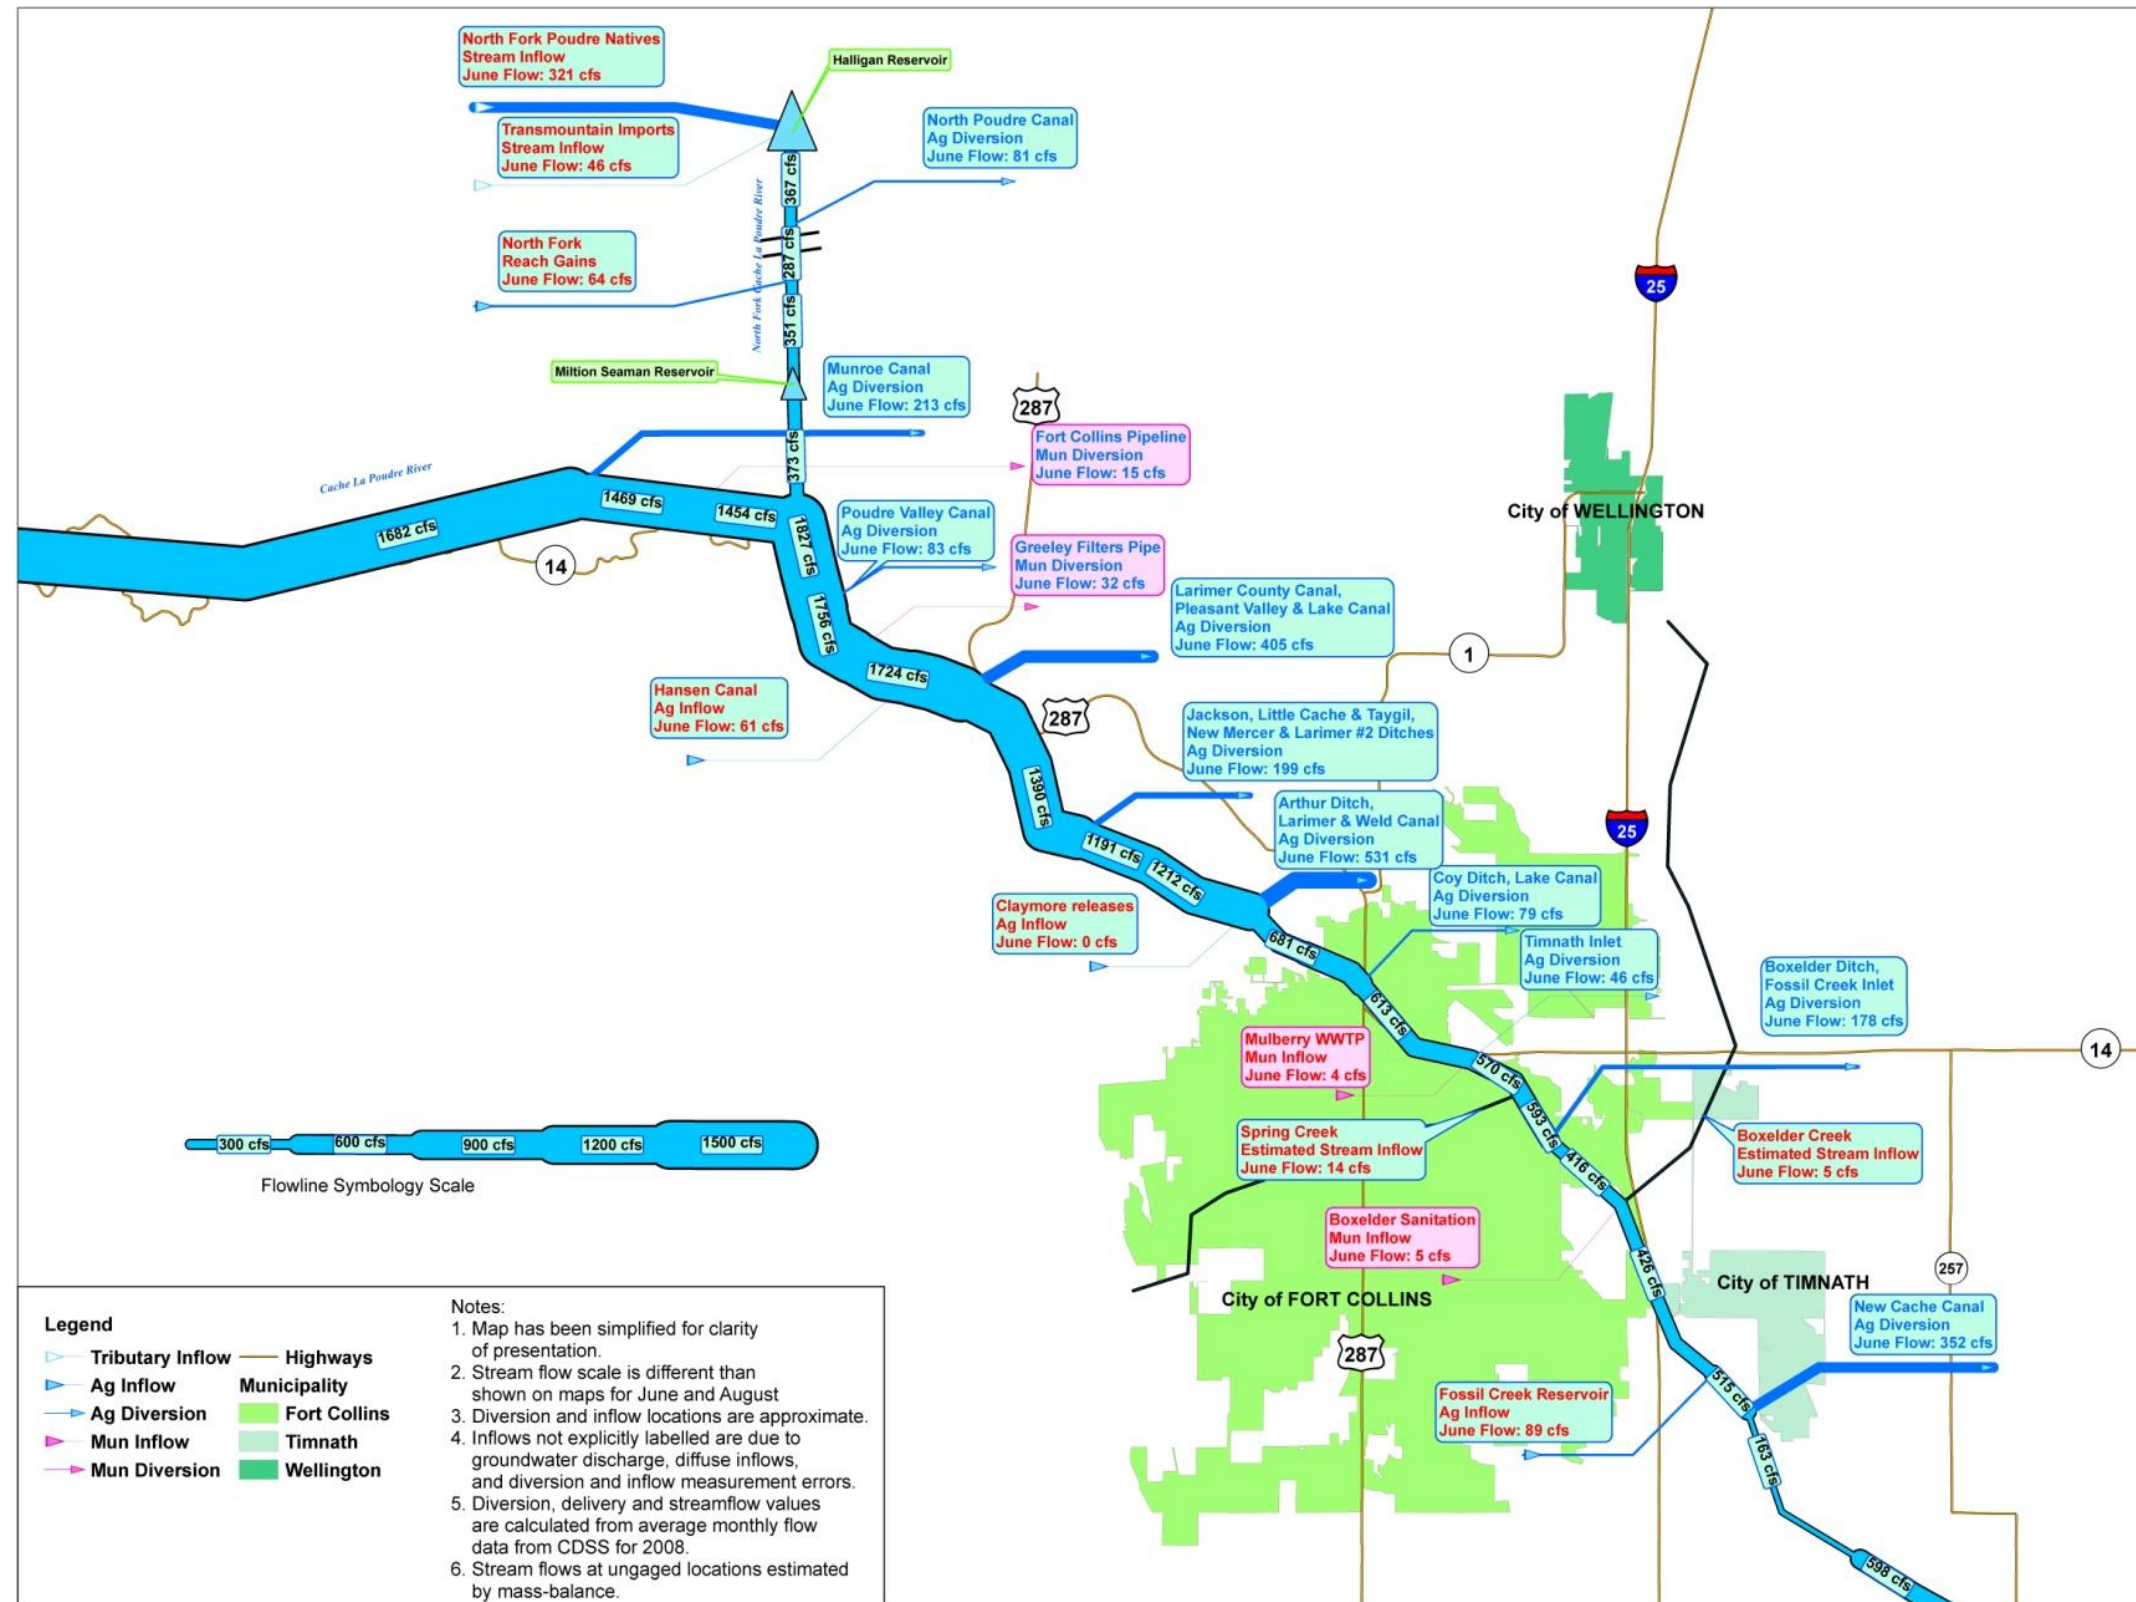 North Fork Poudre Natives
Stream Inflow
June Flow: 321 cfs
Halligan Reservoir
Transmountain Imports
Stream Inflow
June Flow: 46 cfs
North Poudre Canal
Ag Diversion
June Flow: 81 cfs
367 cfs
North Fork Cache La Poudre River
North Fork
Reach Gains
June Flow: 64 cfs
287 cfs
25
351 cfs
Miltion Seaman Reservoir
Munroe Canal
Ag Diversion
June Flow: 213 cfs
287
373 cfs
Fort Collins Pipeline
Mun Diversion
June Flow: 15 cfs
Cache La Poudre River
1682 cfs
1469 cfs
1454 cfs
14
1827 cfs
Poudre Valley Canal
Ag Diversion
June Flow: 83 cfs
City of WELLINGTON
Greeley Filters Pipe
Mun Diversion
June Flow: 32 cfs
1756 cfs
Larimer County Canal,
Pleasant Valley & Lake Canal
Ag Diversion
June Flow: 405 cfs
1
1724 cfs
Hansen Canal
Ag Inflow
June Flow: 61 cfs
287
Jackson, Little Cache & Taygil,
New Mercer & Larimer #2 Ditches
Ag Diversion
June Flow: 199 cfs
1390 cfs
Arthur Ditch,
Larimer & Weld Canal
Ag Diversion
June Flow: 531 cfs
25
1191 cfs
1212 cfs
Coy Ditch, Lake Canal
Ag Diversion
June Flow: 79 cfs
Claymore releases
Ag Inflow
June Flow: 0 cfs
681 cfs
Timnath Inlet
Ag Diversion
June Flow: 46 cfs
Boxelder Ditch,
Fossil Creek Inlet
Ag Diversion
June Flow: 178 cfs
613 cfs
Mulberry WWTP
Mun Inflow
June Flow: 4 cfs
14
570 cfs
593 cfs
Spring Creek
Estimated Stream Inflow
June Flow: 14 cfs
Boxelder Creek
Estimated Stream Inflow
June Flow: 5 cfs
416 cfs
300 cfs
600 cfs
900 cfs
1200 cfs
1500 cfs
Flowline Symbology Scale
Boxelder Sanitation
Mun Inflow
June Flow: 5 cfs
426 cfs
257
City of TIMNATH
City of FORT COLLINS
New Cache Canal
Ag Diversion
June Flow: 352 cfs
287
515 cfs
Fossil Creek Reservoir
Ag Inflow
June Flow: 89 cfs
163 cfs
598 cfs
Legend
Tributary Inflow
Ag Inflow
Ag Diversion
Mun Inflow
Mun Diversion
Highways
Municipality
Fort Collins
Timnath
Wellington
Notes:
1. Map has been simplified for clarity
of presentation.
2. Stream flow scale is different than
shown on maps for June and August
3. Diversion and inflow locations are approximate.
4. Inflows not explicitly labelled are due to
groundwater discharge, diffuse inflows,
and diversion and inflow measurement errors.
5. Diversion, delivery and streamflow values
are calculated from average monthly flow
data from CDSS for 2008.
6. Stream flows at ungaged locations estimated
by mass-balance.